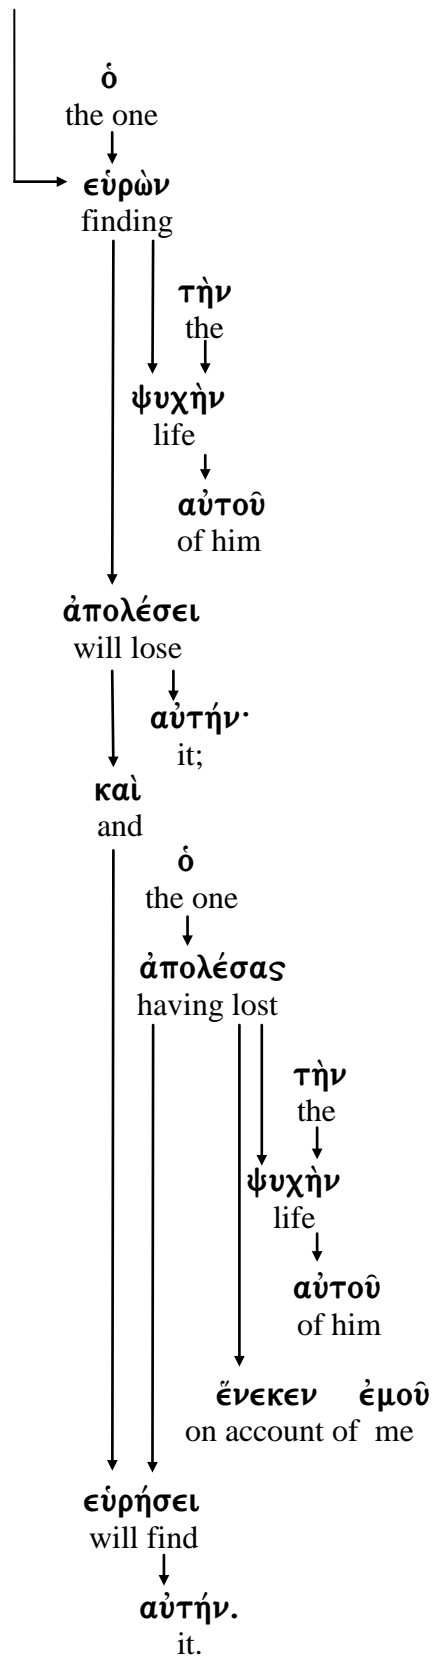 ὁ
the one
εὑρὼν
finding
τὴν
the
ψυχὴν
life
αὐτοῦ
of him
ἀπολέσει
will lose
αὐτήν·
it;
καὶ
and
ὁ
the one
ἀπολέσας
having lost
τὴν
the
ψυχὴν
life
αὐτοῦ
of him
ἕνεκεν ἐμοῦ
on account of me
εὑρήσει
will find
αὐτήν.
it.